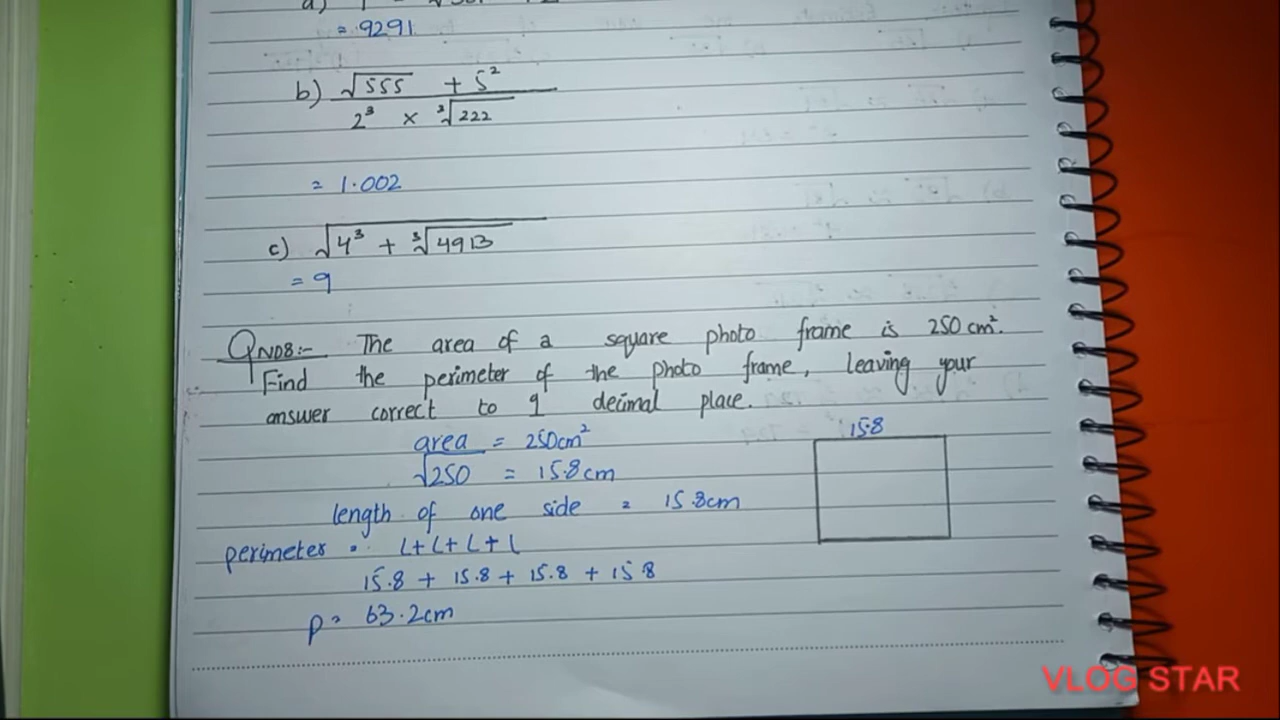 a)
= 9291
b) √555 + 5²
2³ × ³√222
= 1.002
c) √4³ + ³√4913
= 9
QNO8:- The area of a square photo frame is 250 cm².
Find the perimeter of the photo frame, leaving your
answer correct to 1 decimal place.
area = 250cm²
15.8
√250 = 15.8cm
length of one side = 15.8cm
perimeter = L+L+L+L
15.8 + 15.8 + 15.8 + 15.8
P = 63.2cm
VLOG STAR